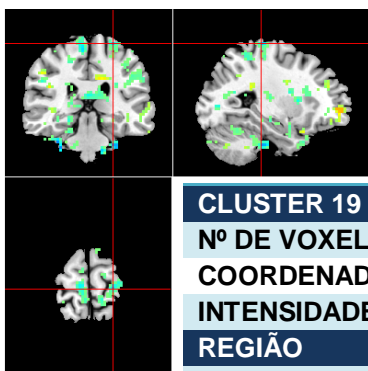 CLUSTER 19
Nº DE VOXEL
COORDENAD
INTENSIDADE
REGIÃO